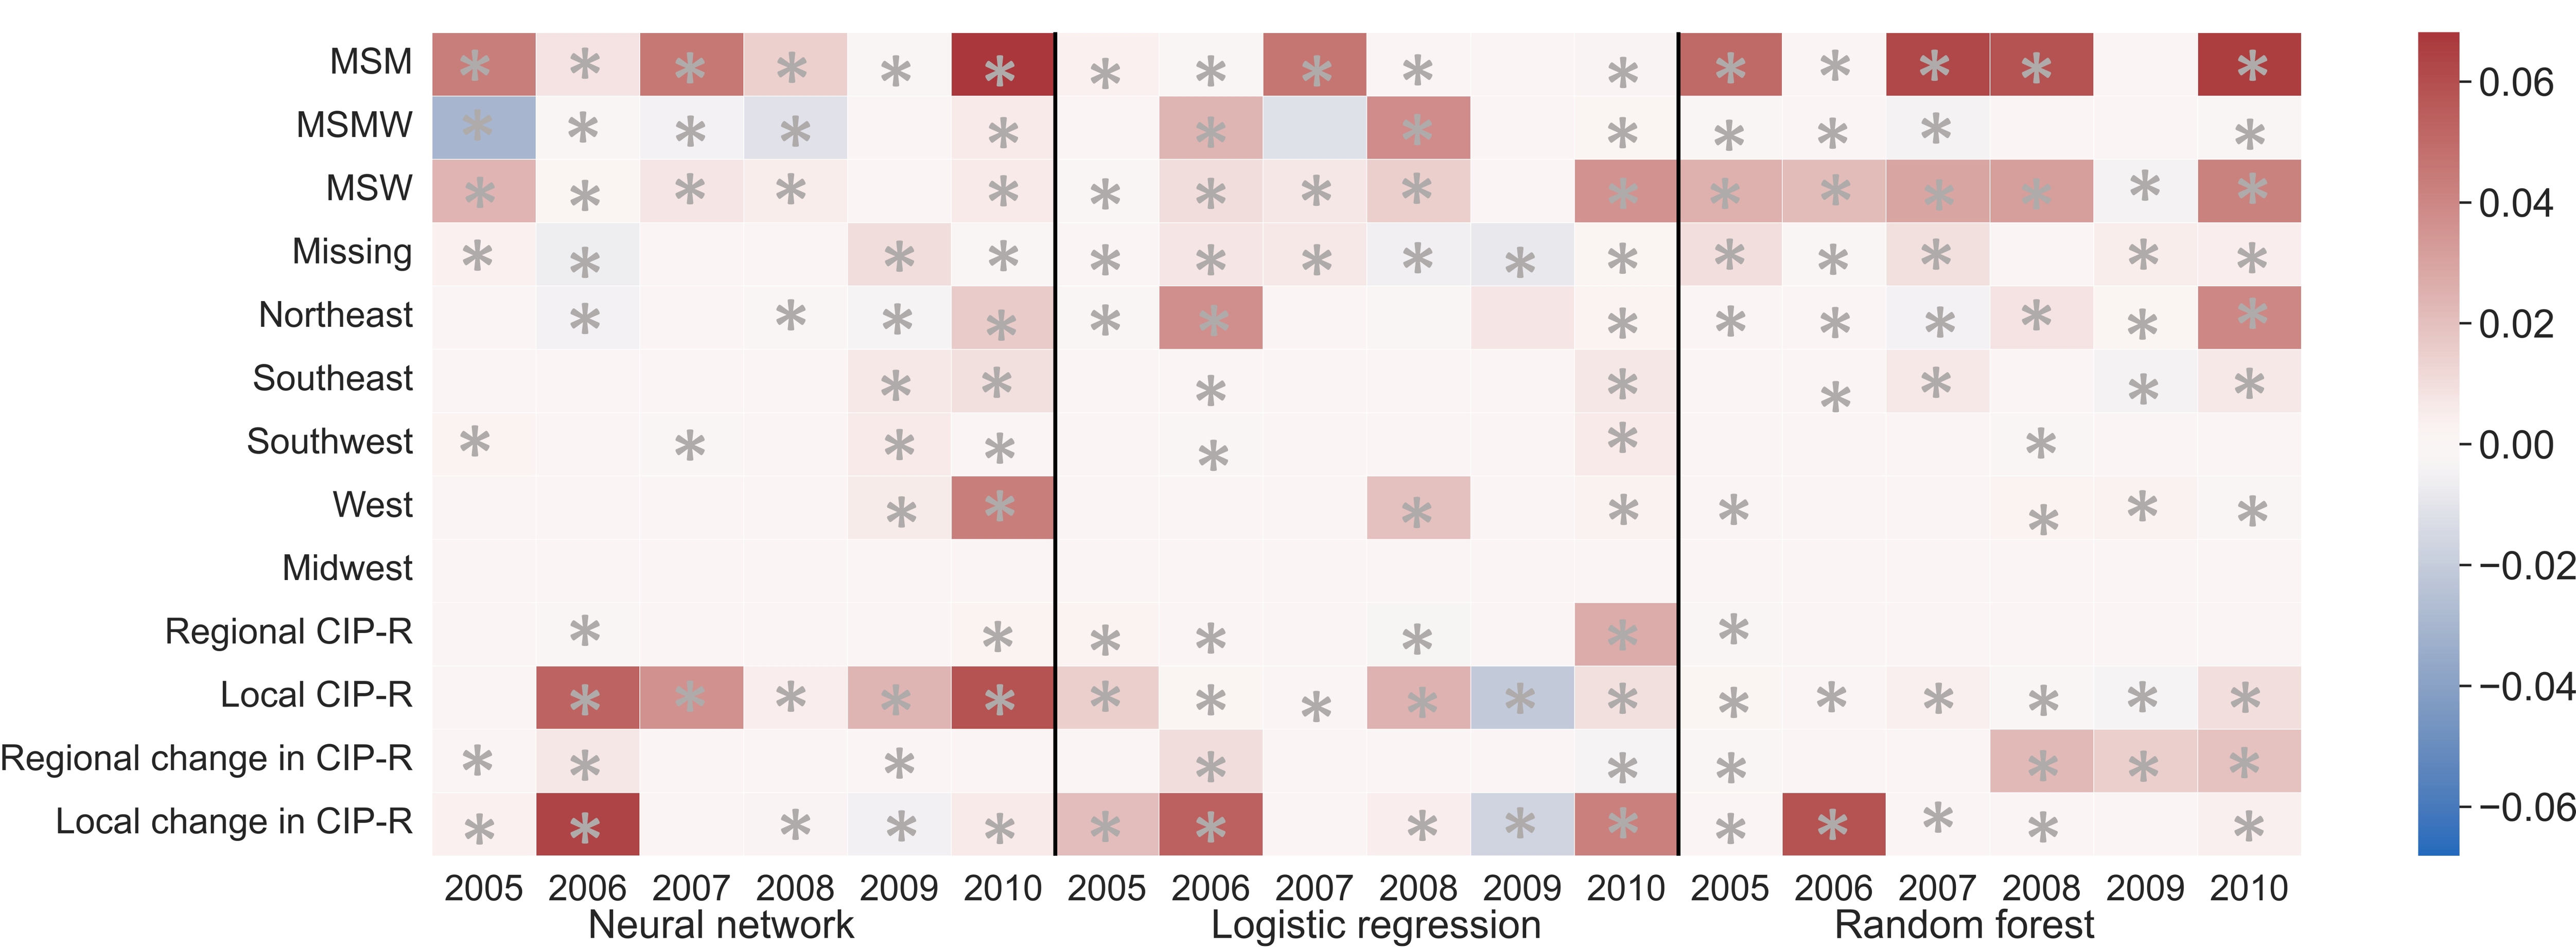 MSM
MSMW
MSW
Missing
Northeast
Southeast
Southwest
West
Midwest
Regional CIP-R
Local CIP-R
Regional change in CIP-R
Local change in CIP-R
2005 2006 2007 2008 2009 2010 2005 2006 2007 2008 2009 2010 2005 2006 2007 2008 2009 2010
Neural network Logistic regression Random forest
0.06
0.04
0.02
0.00
−0.02
−0.04
−0.06